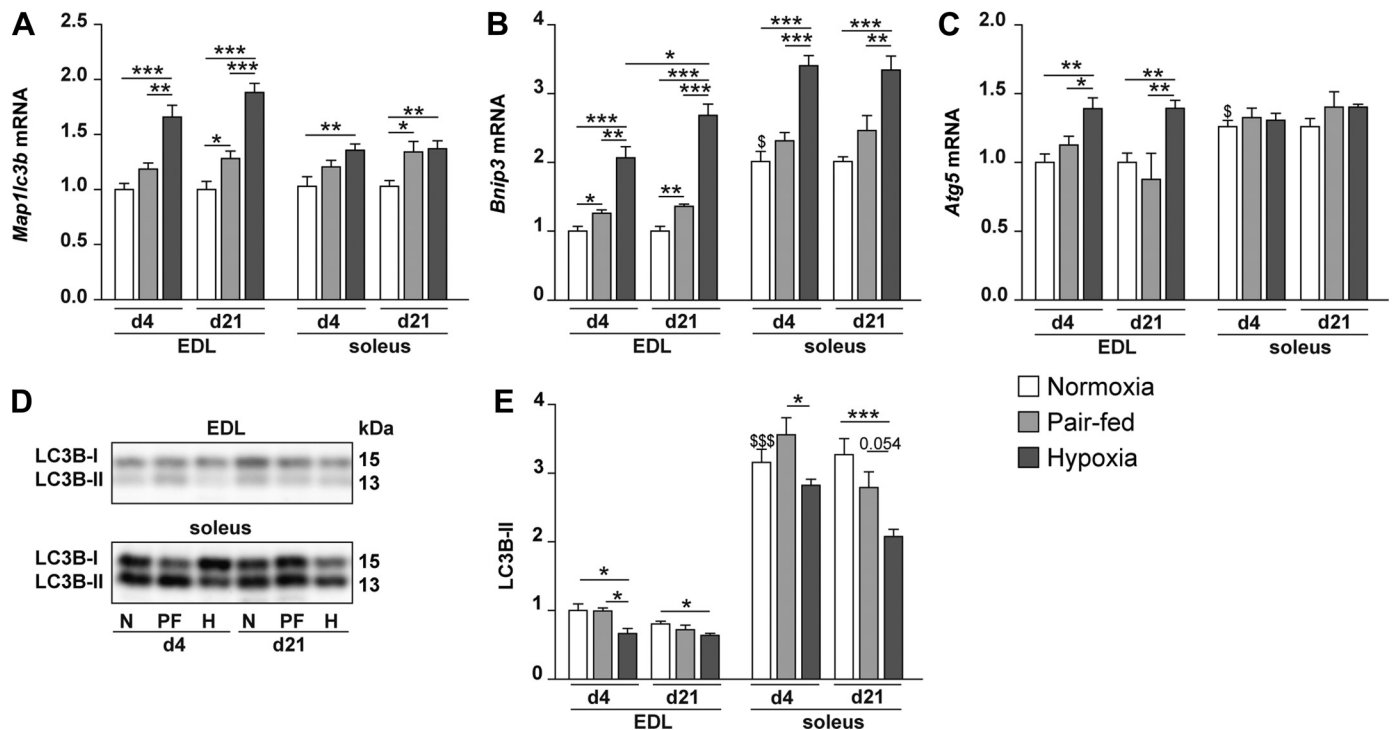 A
Map1lc3b mRNA
2.5
2.0
1.5
1.0
0.5
0.0
*** ** * *** *** ** * **
d4 d21 d4 d21
EDL soleus
B
Bnip3 mRNA
4
3
2
1
0
* *** ** * ** *** *** $ *** *** *** **
d4 d21 d4 d21
EDL soleus
C
Atg5 mRNA
2.0
1.5
1.0
0.5
0.0
** * ** ** $
d4 d21 d4 d21
EDL soleus
Normoxia
Pair-fed
Hypoxia
D
EDL kDa
LC3B-I 15
LC3B-II 13
soleus
LC3B-I 15
LC3B-II 13
N PF H N PF H
d4 d21
E
LC3B-II
4
3
2
1
0
* * * $$$ * *** 0.054
d4 d21 d4 d21
EDL soleus